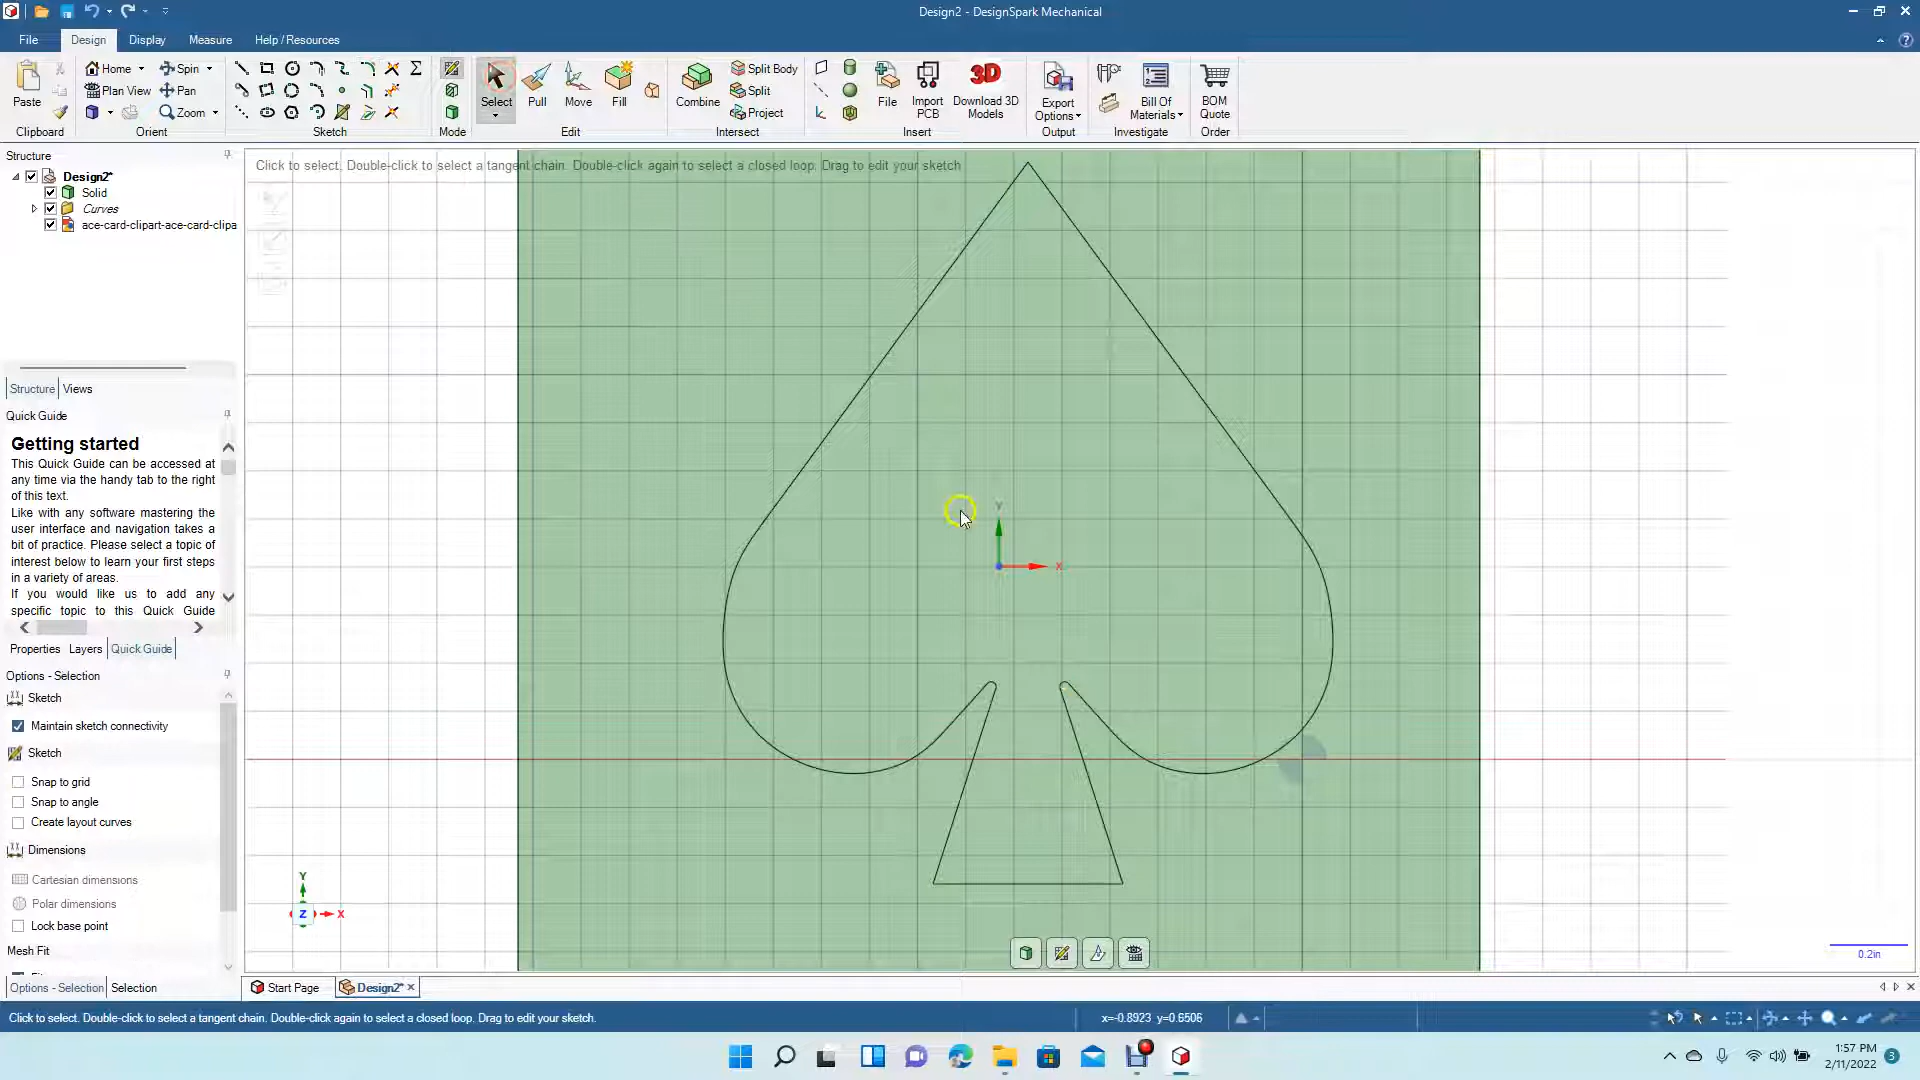 Design2 - DesignSpark Mechanical
File
Design
Display
Measure
Help / Resources
Paste
Home
Plan View
Spin
Pan
Zoom
Select
Pull
Move
Fill
Combine
Split Body
Split
Project
File
Import
PCB
Download 3D
Models
Export
Options
Bill Of
Materials
BOM
Quote
Clipboard
Orient
Sketch
Mode
Edit
Intersect
Insert
Output
Investigate
Order
Structure
Design2*
Solid
Curves
ace-card-clipart-ace-card-clipa
Structure
Views
Quick Guide
Getting started
This Quick Guide can be accessed at
any time via the handy tab to the right
of this text.
Like with any software mastering the
user interface and navigation takes a
bit of practice. Please select a topic of
interest below to learn your first steps
in a variety of areas.
If you would like us to add any
specific topic to this Quick Guide
Properties
Layers
Quick Guide
Options - Selection
Sketch
Maintain sketch connectivity
Sketch
Snap to grid
Snap to angle
Create layout curves
Dimensions
Cartesian dimensions
Polar dimensions
Lock base point
Mesh Fit
Options - Selection
Selection
Click to select. Double-click to select a tangent chain. Double-click again to select a closed loop. Drag to edit your sketch
Y
X
Y
Z
X
0.2in
Start Page
Design2*
Click to select. Double-click to select a tangent chain. Double-click again to select a closed loop. Drag to edit your sketch.
x=-0.8923 y=0.6506
1:57 PM
2/11/2022
3